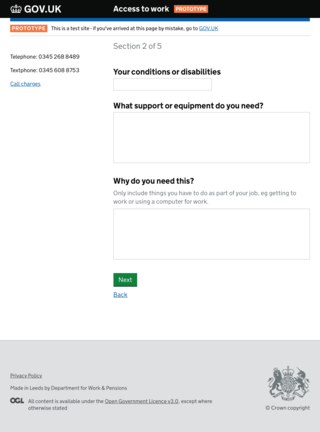 GOV.UK
Access to work PROTOTYPE
PROTOTYPE This is a test site - if you've arrived at this page by mistake, go to GOV.UK
Section 2 of 5
Telephone: 0345 268 8489
Textphone: 0345 608 8753
Call charges
Your conditions or disabilities
What support or equipment do you need?
Why do you need this?
Only include things you have to do as part of your job, eg getting to
work or using a computer for work.
Next
Back
Privacy Policy
Made in Leeds by Department for Work & Pensions
OGL All content is available under the Open Government Licence v3.0, except where
otherwise stated
© Crown copyright